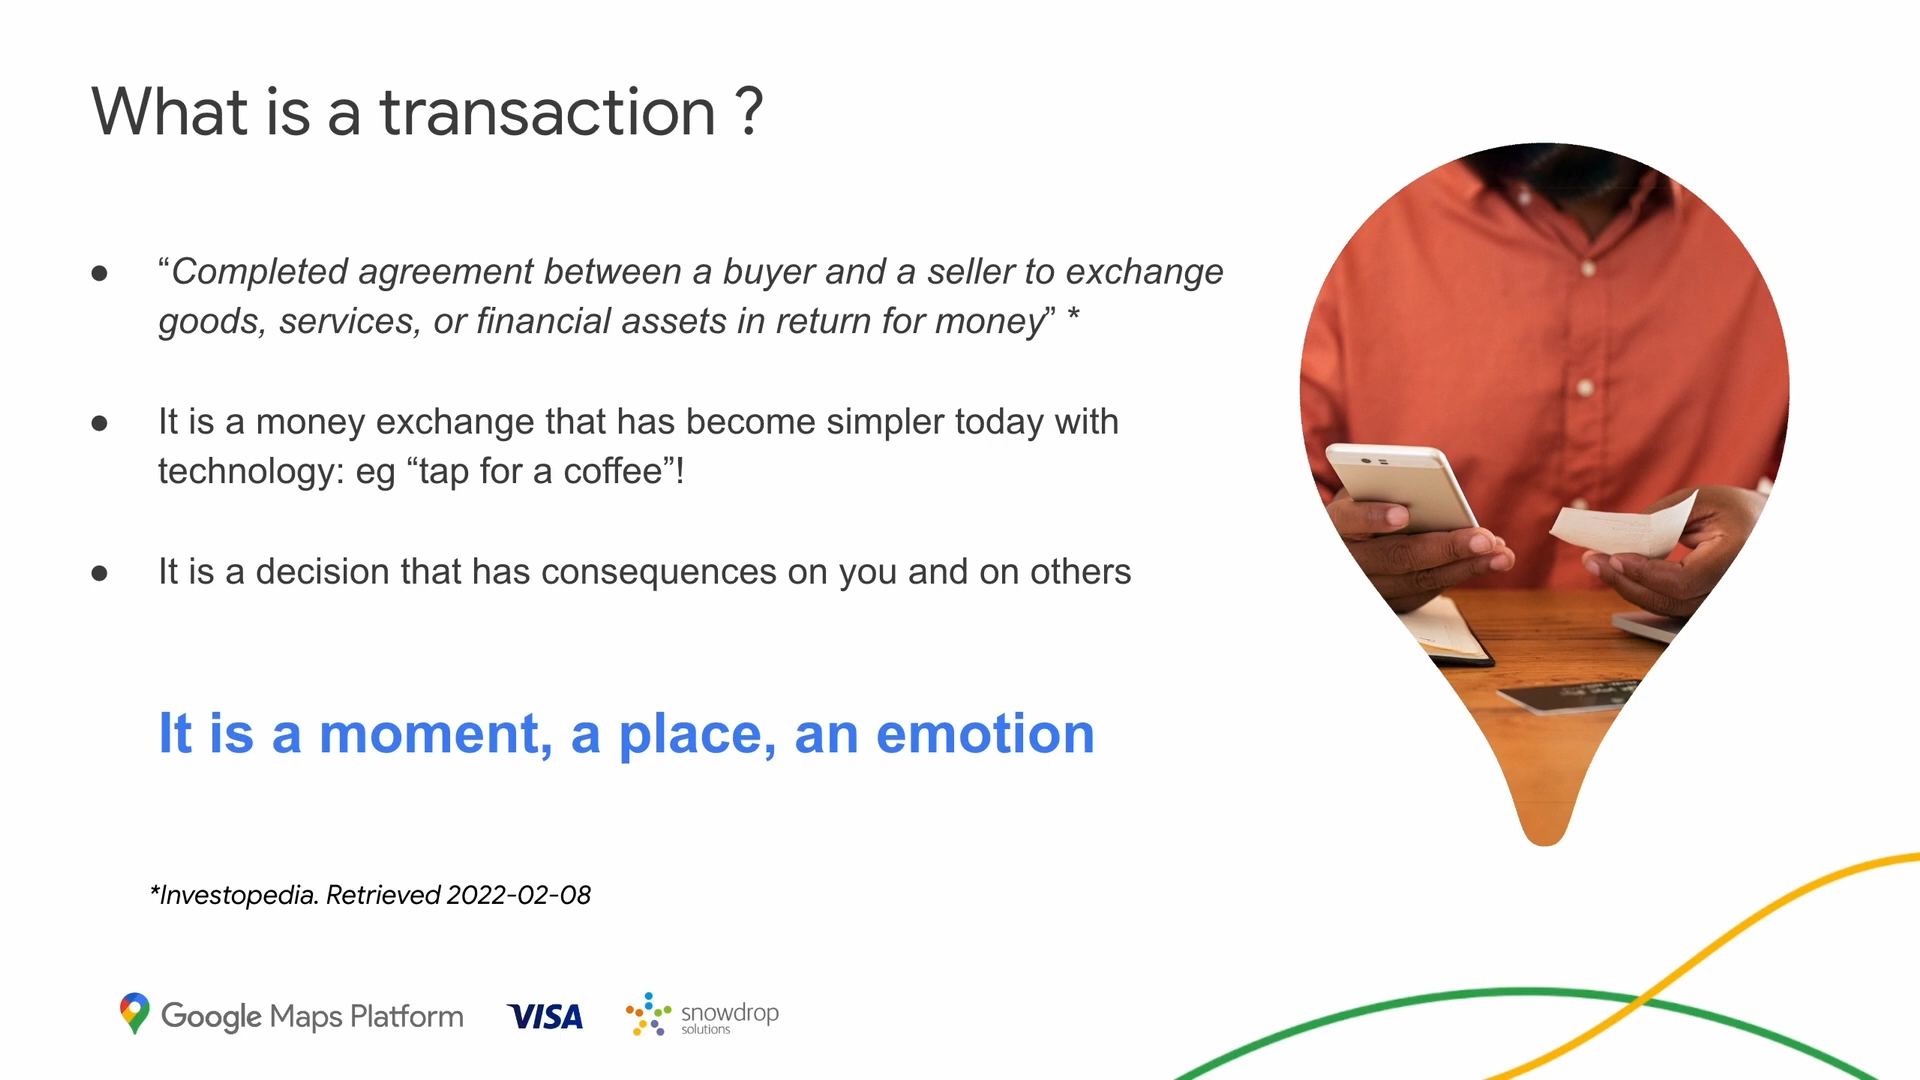 What is a transaction ?
● “Completed agreement between a buyer and a seller to exchange
goods, services, or financial assets in return for money” *
● It is a money exchange that has become simpler today with
technology: eg “tap for a coffee”!
● It is a decision that has consequences on you and on others
It is a moment, a place, an emotion
*Investopedia. Retrieved 2022-02-08
Google Maps Platform
VISA
snowdrop
solutions